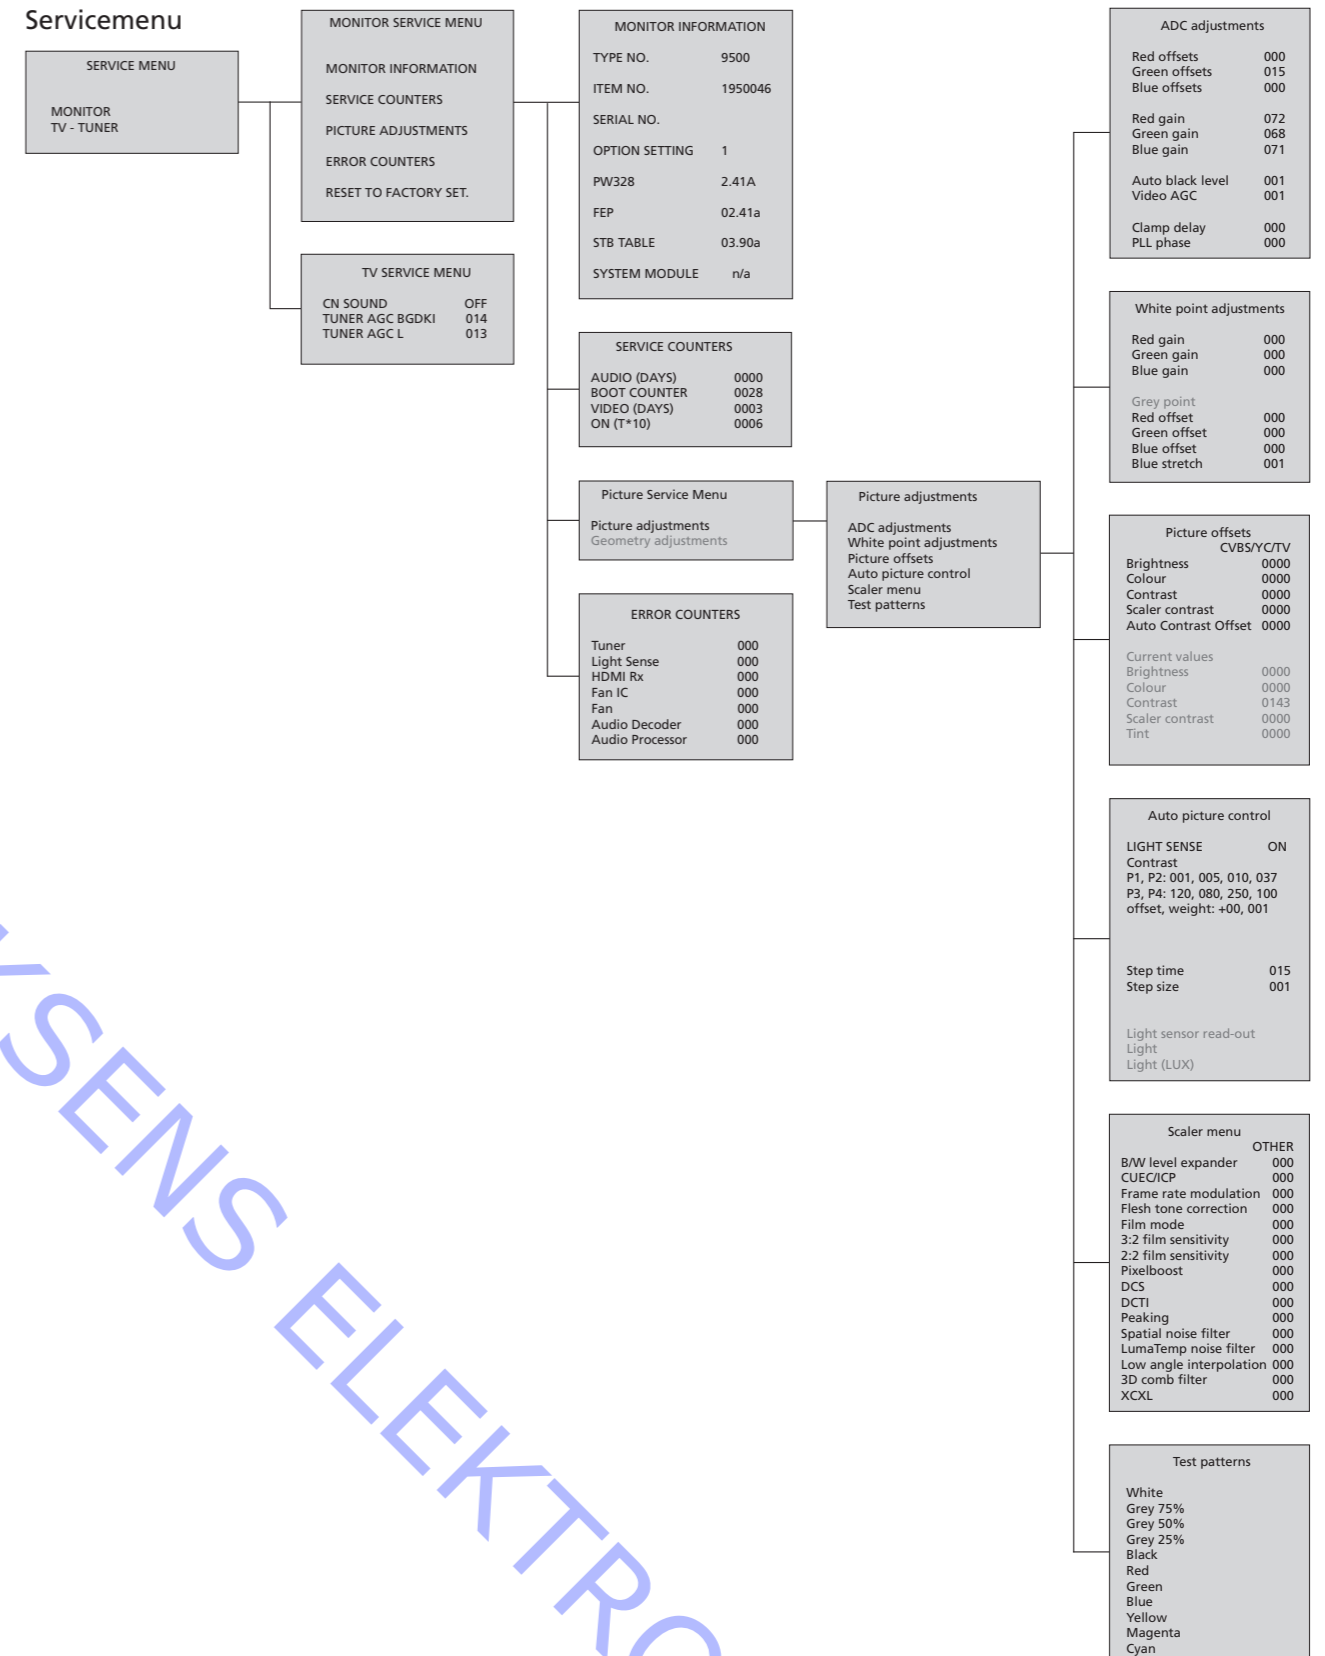 Servicemenu
SERVICE MENU
MONITOR
TV - TUNER
MONITOR SERVICE MENU
MONITOR INFORMATION
SERVICE COUNTERS
PICTURE ADJUSTMENTS
ERROR COUNTERS
RESET TO FACTORY SET.
TV SERVICE MENU
CN SOUND OFF
TUNER AGC BGDKI 014
TUNER AGC L 013
MONITOR INFORMATION
TYPE NO. 9500
ITEM NO. 1950046
SERIAL NO.
OPTION SETTING 1
PW328 2.41A
FEP 02.41a
STB TABLE 03.90a
SYSTEM MODULE n/a
SERVICE COUNTERS
AUDIO (DAYS) 0000
BOOT COUNTER 0028
VIDEO (DAYS) 0003
ON (T*10) 0006
Picture Service Menu
Picture adjustments
Geometry adjustments
ERROR COUNTERS
Tuner 000
Light Sense 000
HDMI Rx 000
Fan IC 000
Fan 000
Audio Decoder 000
Audio Processor 000
Picture adjustments
ADC adjustments
White point adjustments
Picture offsets
Auto picture control
Scaler menu
Test patterns
ADC adjustments
Red offsets 000
Green offsets 015
Blue offsets 000
Red gain 072
Green gain 068
Blue gain 071
Auto black level 001
Video AGC 001
Clamp delay 000
PLL phase 000
White point adjustments
Red gain 000
Green gain 000
Blue gain 000
Grey point
Red offset 000
Green offset 000
Blue offset 000
Blue stretch 001
Picture offsets
CVBS/YC/TV
Brightness 0000
Colour 0000
Contrast 0000
Scaler contrast 0000
Auto Contrast Offset 0000
Current values
Brightness 0000
Colour 0000
Contrast 0143
Scaler contrast 0000
Tint 0000
Auto picture control
LIGHT SENSE ON
Contrast
P1, P2: 001, 005, 010, 037
P3, P4: 120, 080, 250, 100
offset, weight: +00, 001
Step time 015
Step size 001
Light sensor read-out
Light
Light (LUX)
Scaler menu
OTHER
B/W level expander 000
CUEC/ICP 000
Frame rate modulation 000
Flesh tone correction 000
Film mode 000
3:2 film sensitivity 000
2:2 film sensitivity 000
Pixelboost 000
DCS 000
DCTI 000
Peaking 000
Spatial noise filter 000
LumaTemp noise filter 000
Low angle interpolation 000
3D comb filter 000
XCXL 000
Test patterns
White
Grey 75%
Grey 50%
Grey 25%
Black
Red
Green
Blue
Yellow
Magenta
Cyan
SENS ELEKTRO